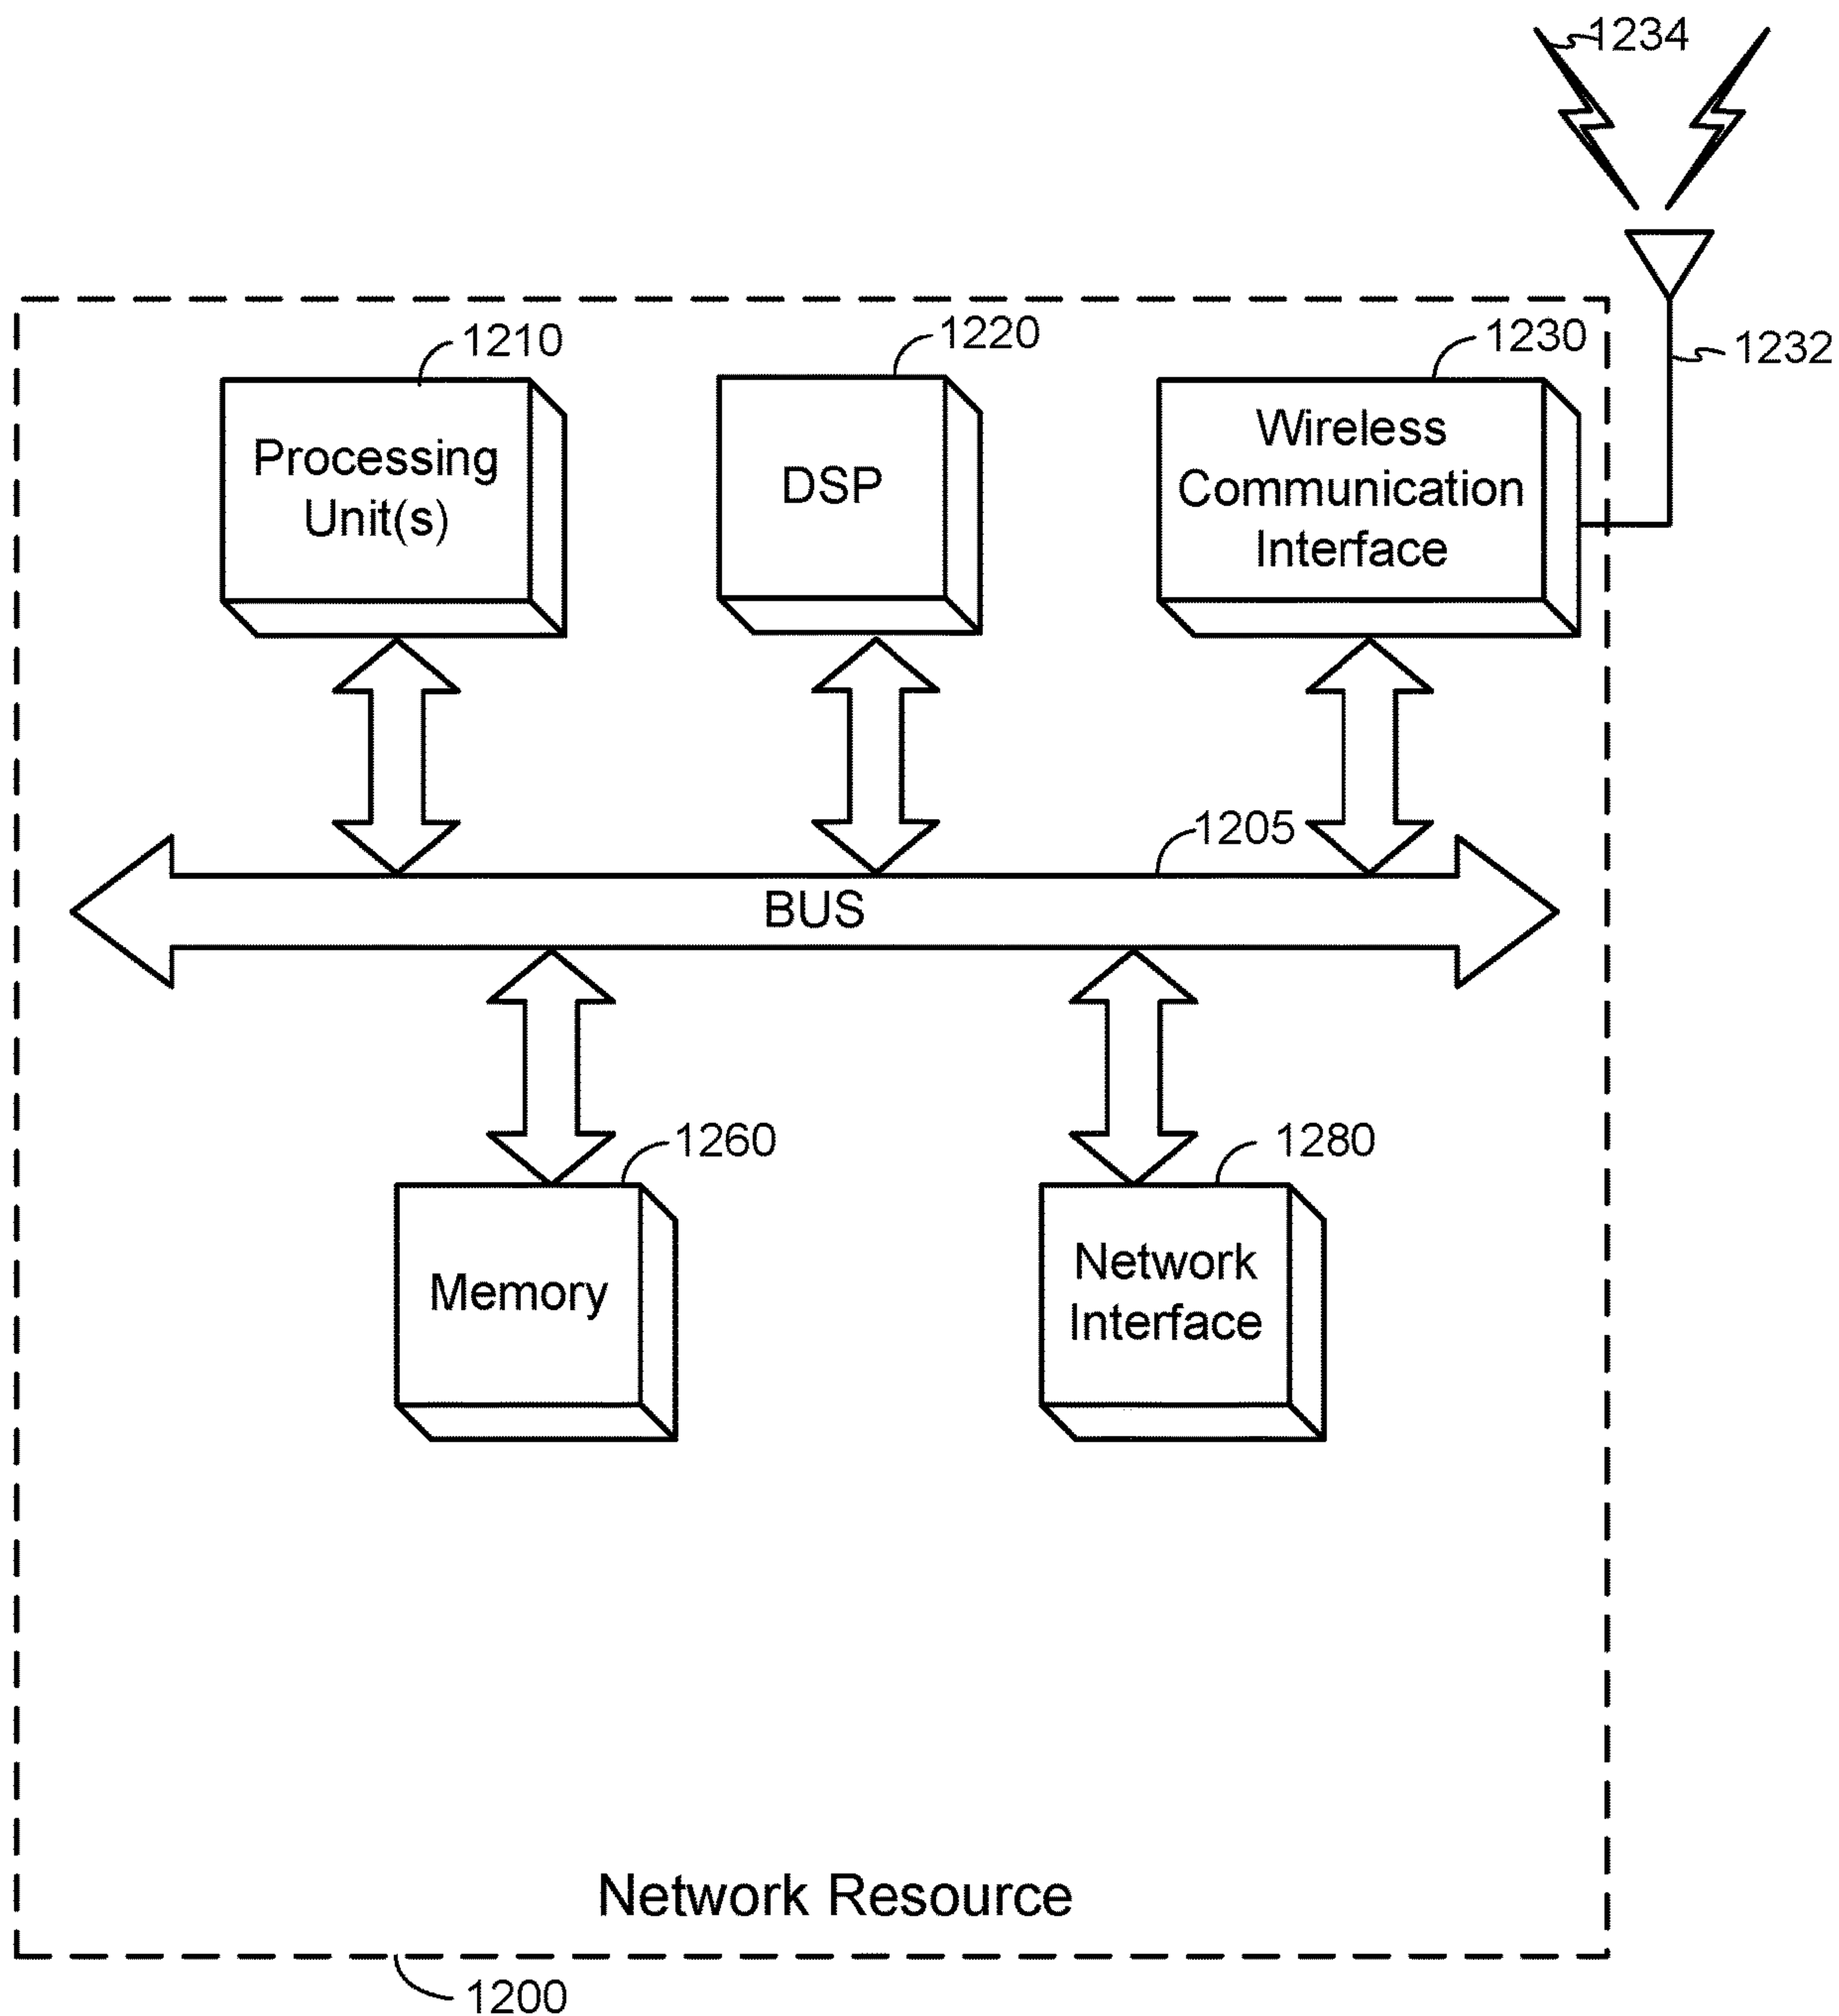 1234
1210
1220
1230
1232
Processing
Unit(s)
DSP
Wireless
Communication
Interface
1205
BUS
1260
1280
Memory
Network
Interface
Network Resource
1200